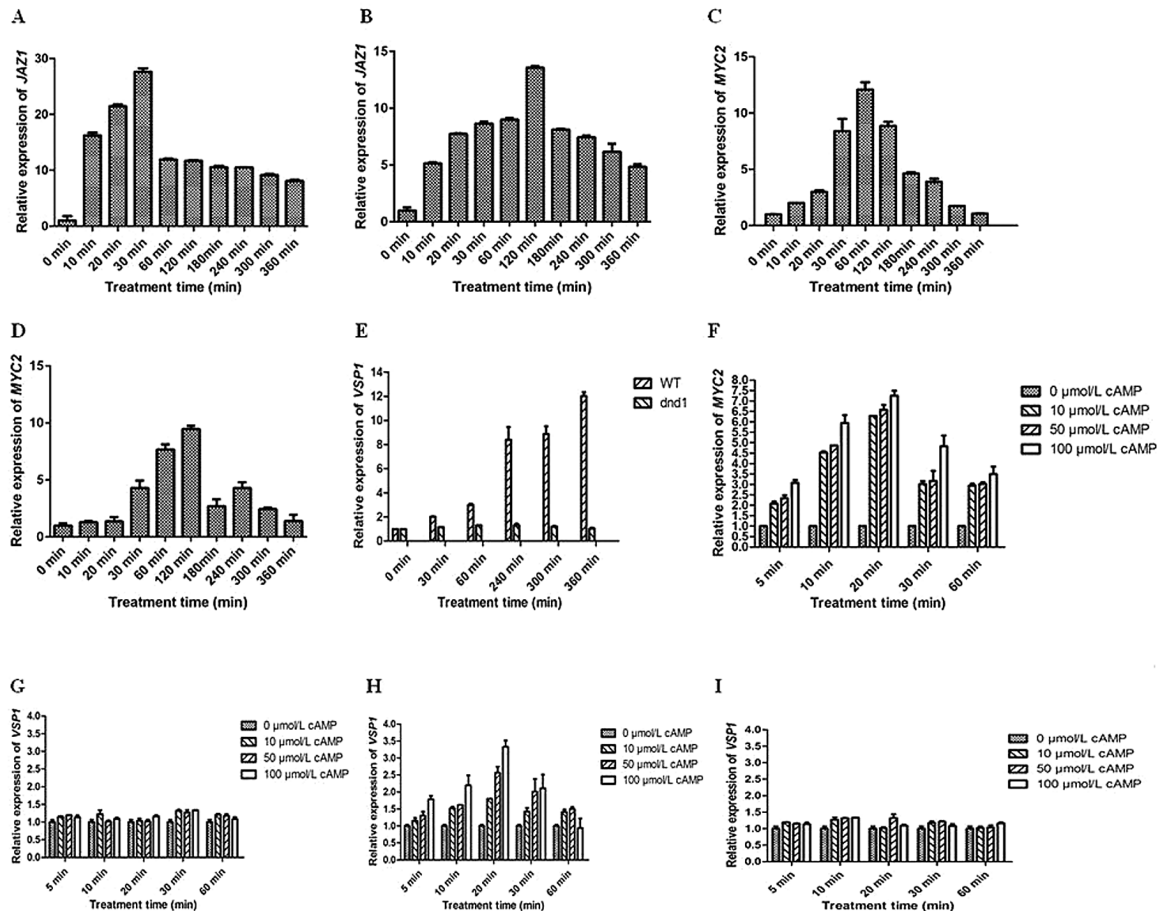 A
Relative expression of JAZ1
30
20
10
0
0 min
10 min
20 min
30 min
60 min
120 min
180min
240 min
300 min
360 min
Treatment time (min)
B
Relative expression of JAZ1
15
10
5
0
0 min
10 min
20 min
30 min
60 min
120 min
180min
240 min
300 min
360 min
Treatment time (min)
C
Relative expression of MYC2
15
10
5
0
0 min
10 min
20 min
30 min
60 min
120 min
180 min
240 min
300 min
360 min
Treatment time (min)
D
Relative expression of MYC2
15
10
5
0
0 min
10 min
20 min
30 min
60 min
120 min
180min
240 min
300 min
360 min
Treatment time (min)
E
Relative expression of VSP1
14
12
10
8
6
4
2
0
0 min
30 min
60 min
240 min
300 min
360 min
Treatment time (min)
WT
dnd1
F
Relative expression of MYC2
8.0
7.5
7.0
6.5
6.0
5.5
5.0
4.5
4.0
3.5
3.0
2.5
2.0
1.5
1.0
0.5
0.0
5 min
10 min
20 min
30 min
60 min
Treatment time (min)
0 µmol/L cAMP
10 µmol/L cAMP
50 µmol/L cAMP
100 µmol/L cAMP
G
Relative expression of VSP1
4.0
3.5
3.0
2.5
2.0
1.5
1.0
0.5
0.0
5 min
10 min
20 min
30 min
60 min
Treatment time (min)
0 µmol/L cAMP
10 µmol/L cAMP
50 µmol/L cAMP
100 µmol/L cAMP
H
Relative expression of VSP1
4.0
3.5
3.0
2.5
2.0
1.5
1.0
0.5
0.0
5 min
10 min
20 min
30 min
60 min
Treatment time (min)
0 µmol/L cAMP
10 µmol/L cAMP
50 µmol/L cAMP
100 µmol/L cAMP
I
Relative expression of VSP1
4.0
3.5
3.0
2.5
2.0
1.5
1.0
0.5
0.0
5 min
10 min
20 min
30 min
60 min
Treatment time (min)
0 µmol/L cAMP
10 µmol/L cAMP
50 µmol/L cAMP
100 µmol/L cAMP